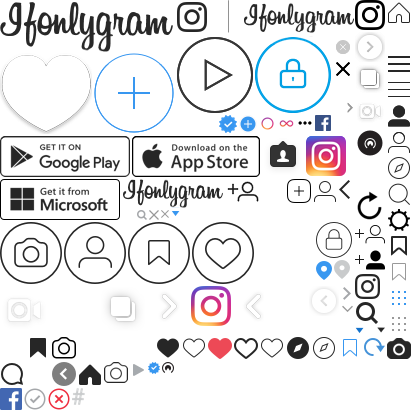 Ifonlygram
Ifonlygram
GET IT ON
Google Play
Download on the
App Store
Get it from
Microsoft
Ifonlygram
#